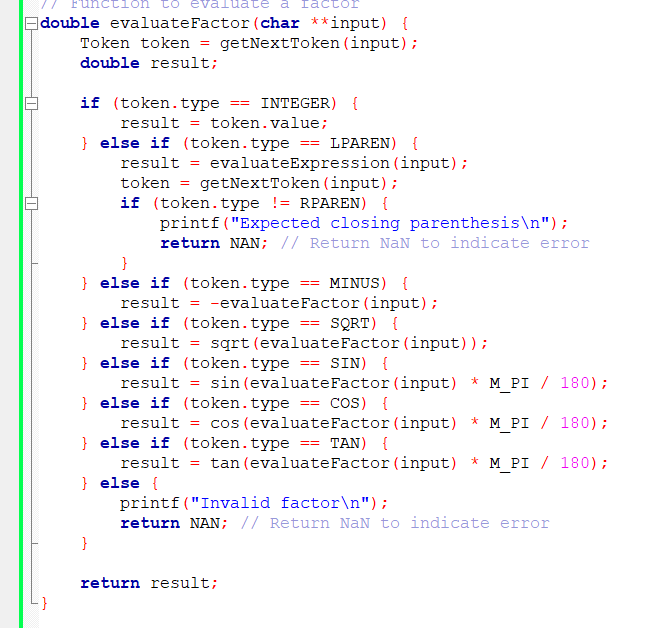 // Function to evaluate a factor
double evaluateFactor(char **input) {
    Token token = getNextToken(input);
    double result;

    if (token.type == INTEGER) {
        result = token.value;
    } else if (token.type == LPAREN) {
        result = evaluateExpression(input);
        token = getNextToken(input);
        if (token.type != RPAREN) {
            printf("Expected closing parenthesis\n");
            return NAN; // Return NaN to indicate error
        }
    } else if (token.type == MINUS) {
        result = -evaluateFactor(input);
    } else if (token.type == SQRT) {
        result = sqrt(evaluateFactor(input));
    } else if (token.type == SIN) {
        result = sin(evaluateFactor(input) * M_PI / 180);
    } else if (token.type == COS) {
        result = cos(evaluateFactor(input) * M_PI / 180);
    } else if (token.type == TAN) {
        result = tan(evaluateFactor(input) * M_PI / 180);
    } else {
        printf("Invalid factor\n");
        return NAN; // Return NaN to indicate error
    }

    return result;
}